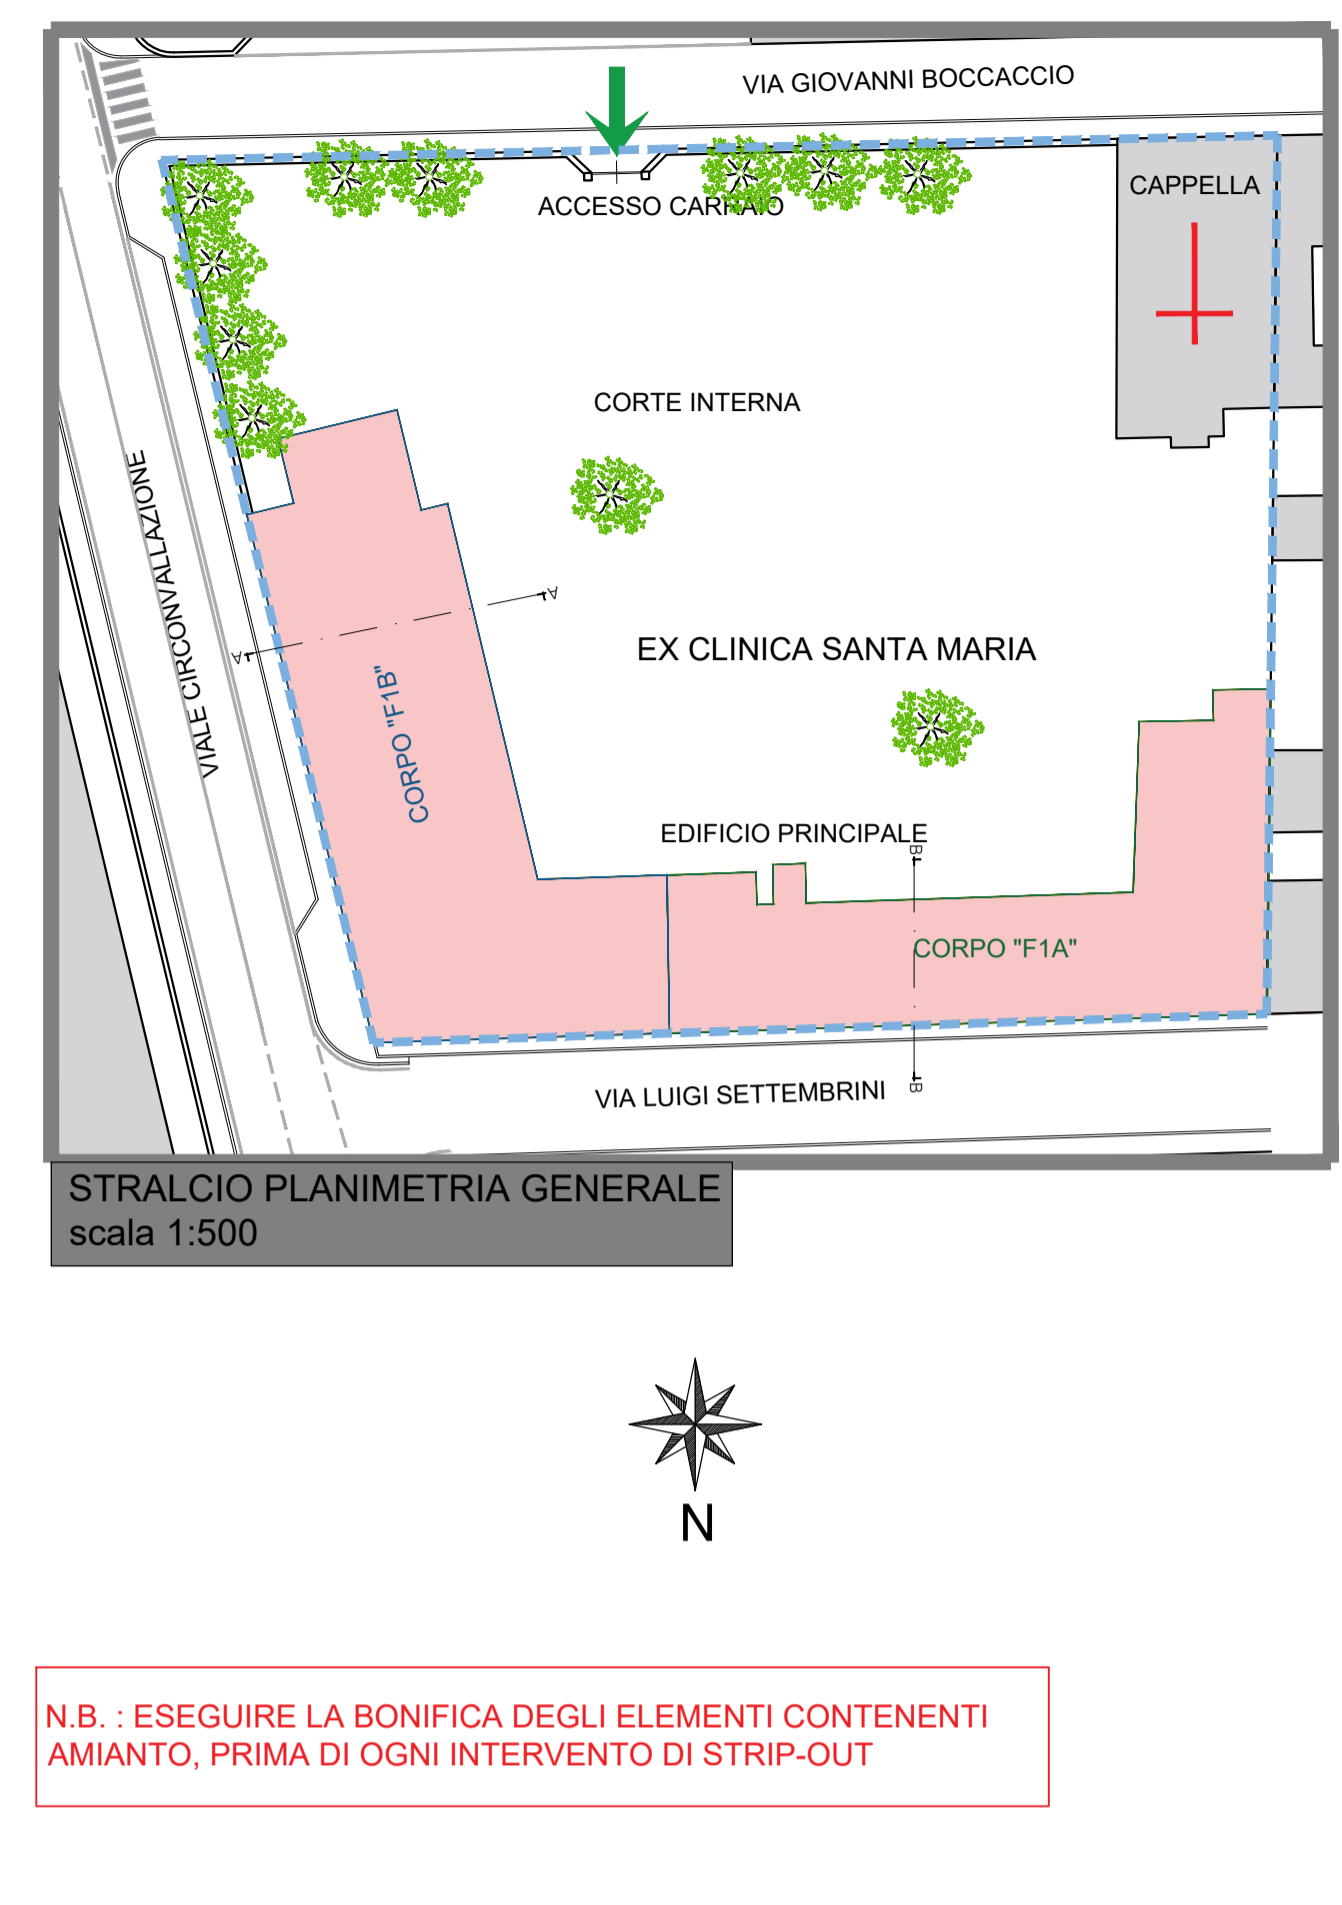 VIA GIOVANNI BOCCACCIO
ACCESSO CARRAIO
CAPPELLA
CORTE INTERNA
VIALE CIRCONVALLAZIONE
A
A
EX CLINICA SANTA MARIA
CORPO "F1B"
EDIFICIO PRINCIPALE
B
CORPO "F1A"
B
VIA LUIGI SETTEMBRINI
STRALCIO PLANIMETRIA GENERALE
scala 1:500
N
N.B. : ESEGUIRE LA BONIFICA DEGLI ELEMENTI CONTENENTI
AMIANTO, PRIMA DI OGNI INTERVENTO DI STRIP-OUT